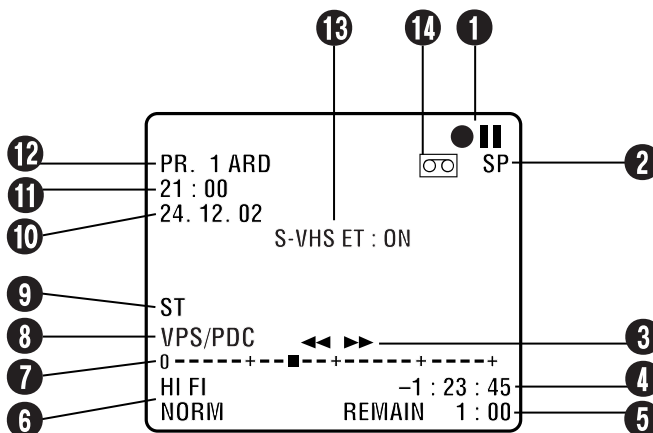 13 14 1
12 PR. 1 ARD SP 2
11 21 : 00
10 24. 12. 02
S-VHS ET : ON
9 ST
8 VPS/PDC ◄◄ ►► 3
7 0 - - - - - + - - ■ - - + - - - - - + - - - - +
HI FI –1 : 23 : 45 4
6 NORM REMAIN 1 : 00 5